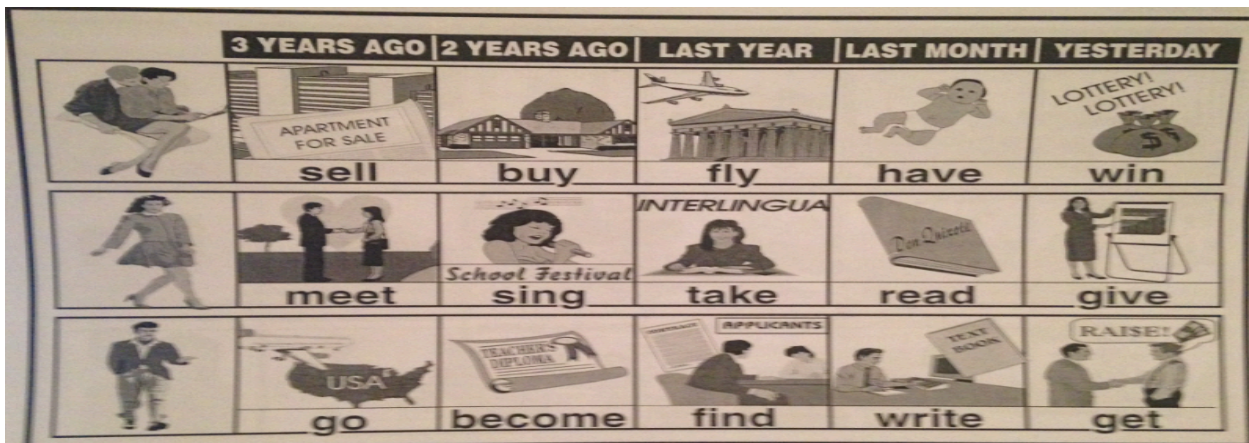 3 YEARS AGO 2 YEARS AGO LAST YEAR LAST MONTH YESTERDAY
APARTMENT
FOR SALE
LOTTERY!
LOTTERY!
$ $
sell buy fly have win
INTERLINGUA
Don Quixote
School Festival
meet sing take read give
TEACHER'S
DIPLOMA
USA
APPLICANTS
TEXT
BOOK
RAISE!
go become find write get